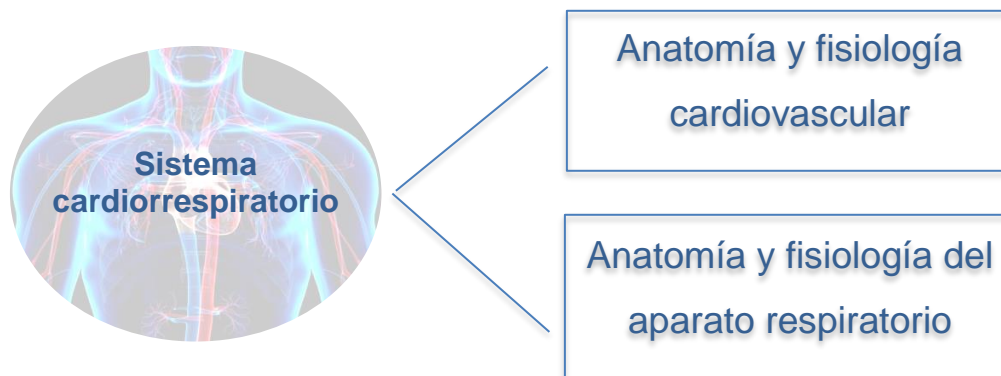 Sistema
cardiorrespiratorio
Anatomía y fisiología
cardiovascular
Anatomía y fisiología del
aparato respiratorio